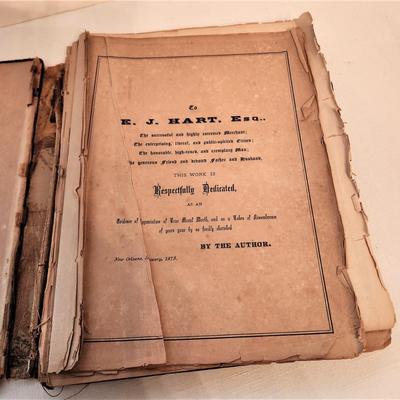 To
E. J. HART, Esq.,
The successful and highly esteemed Merchant;
The enterprising, liberal, and public-spirited Citizen;
The honorable, high-toned, and exemplary Man;
The generous Friend and devoted Father and Husband,
THIS WORK IS
Respectfully Dedicated,
AS AN
Evidence of Appreciation of True Moral Worth, and as a Token of Remembrance
of years gone by so fondly cherished
BY THE AUTHOR.
New Orleans, January, 1873.